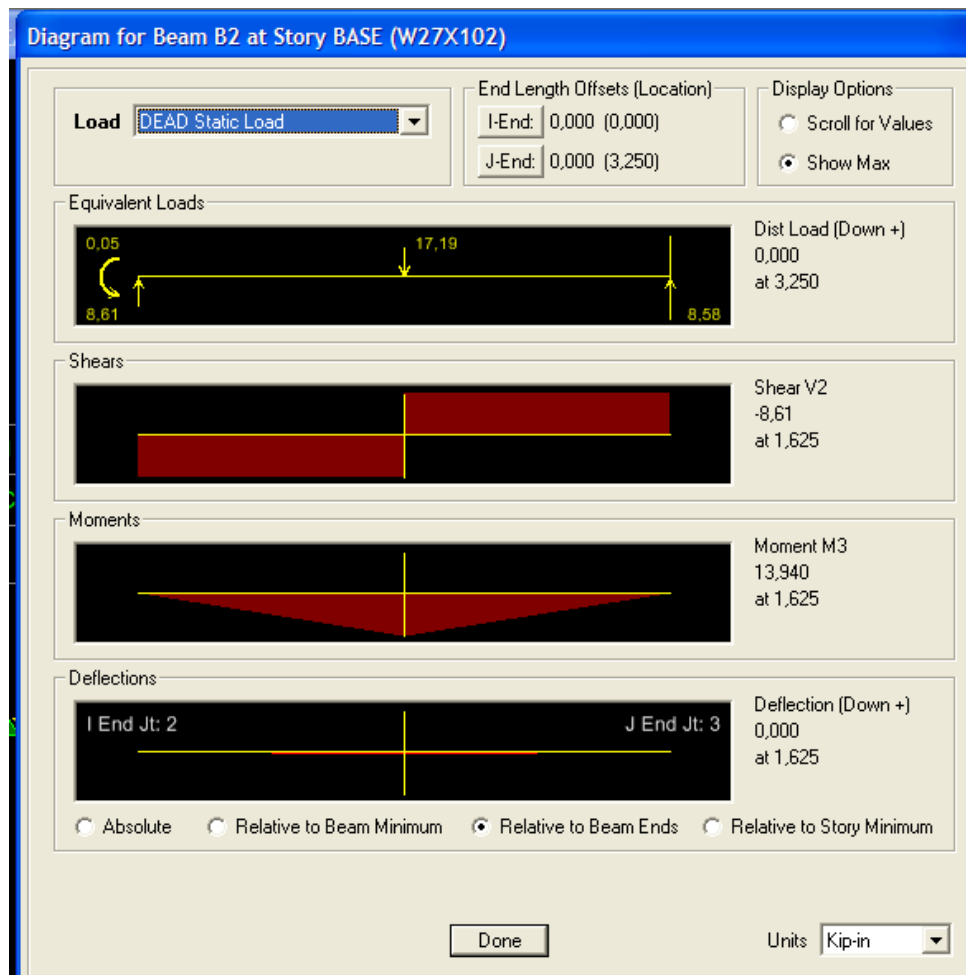 Diagram for Beam B2 at Story BASE (W27X102)
Load DEAD Static Load
End Length Offsets (Location)
I-End: 0,000 (0,000)
J-End: 0,000 (3,250)
Display Options
Scroll for Values
Show Max
Equivalent Loads
0,05 17,19
8,61 8,58
Dist Load (Down +)
0,000
at 3,250
Shears
Shear V2
-8,61
at 1,625
Moments
Moment M3
13,940
at 1,625
Deflections
I End Jt: 2 J End Jt: 3
Deflection (Down +)
0,000
at 1,625
Absolute Relative to Beam Minimum Relative to Beam Ends Relative to Story Minimum
Done
Units Kip-in